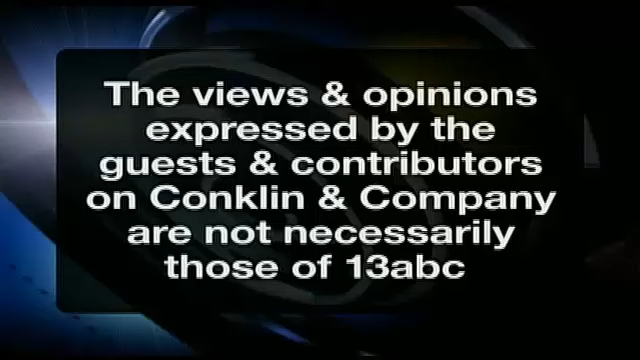 The views & opinions
expressed by the
guests & contributors
on Conklin & Company
are not necessarily
those of 13abc